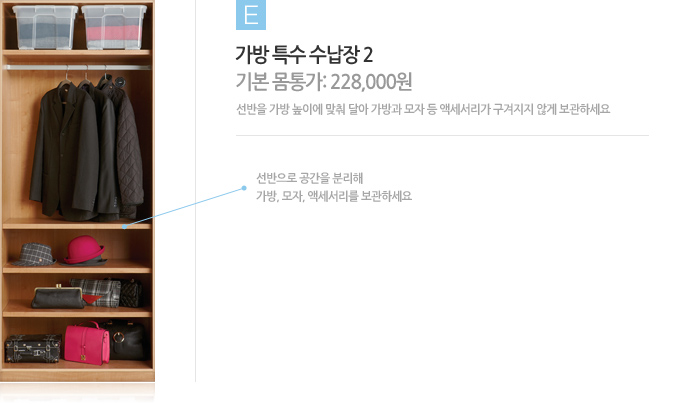 E
가방 특수 수납장 2
기본 몸통가: 228,000원
선반을 가방 높이에 맞춰 달아 가방과 모자 등 액세서리가 구겨지지 않게 보관하세요
선반으로 공간을 분리해
가방, 모자, 액세서리를 보관하세요